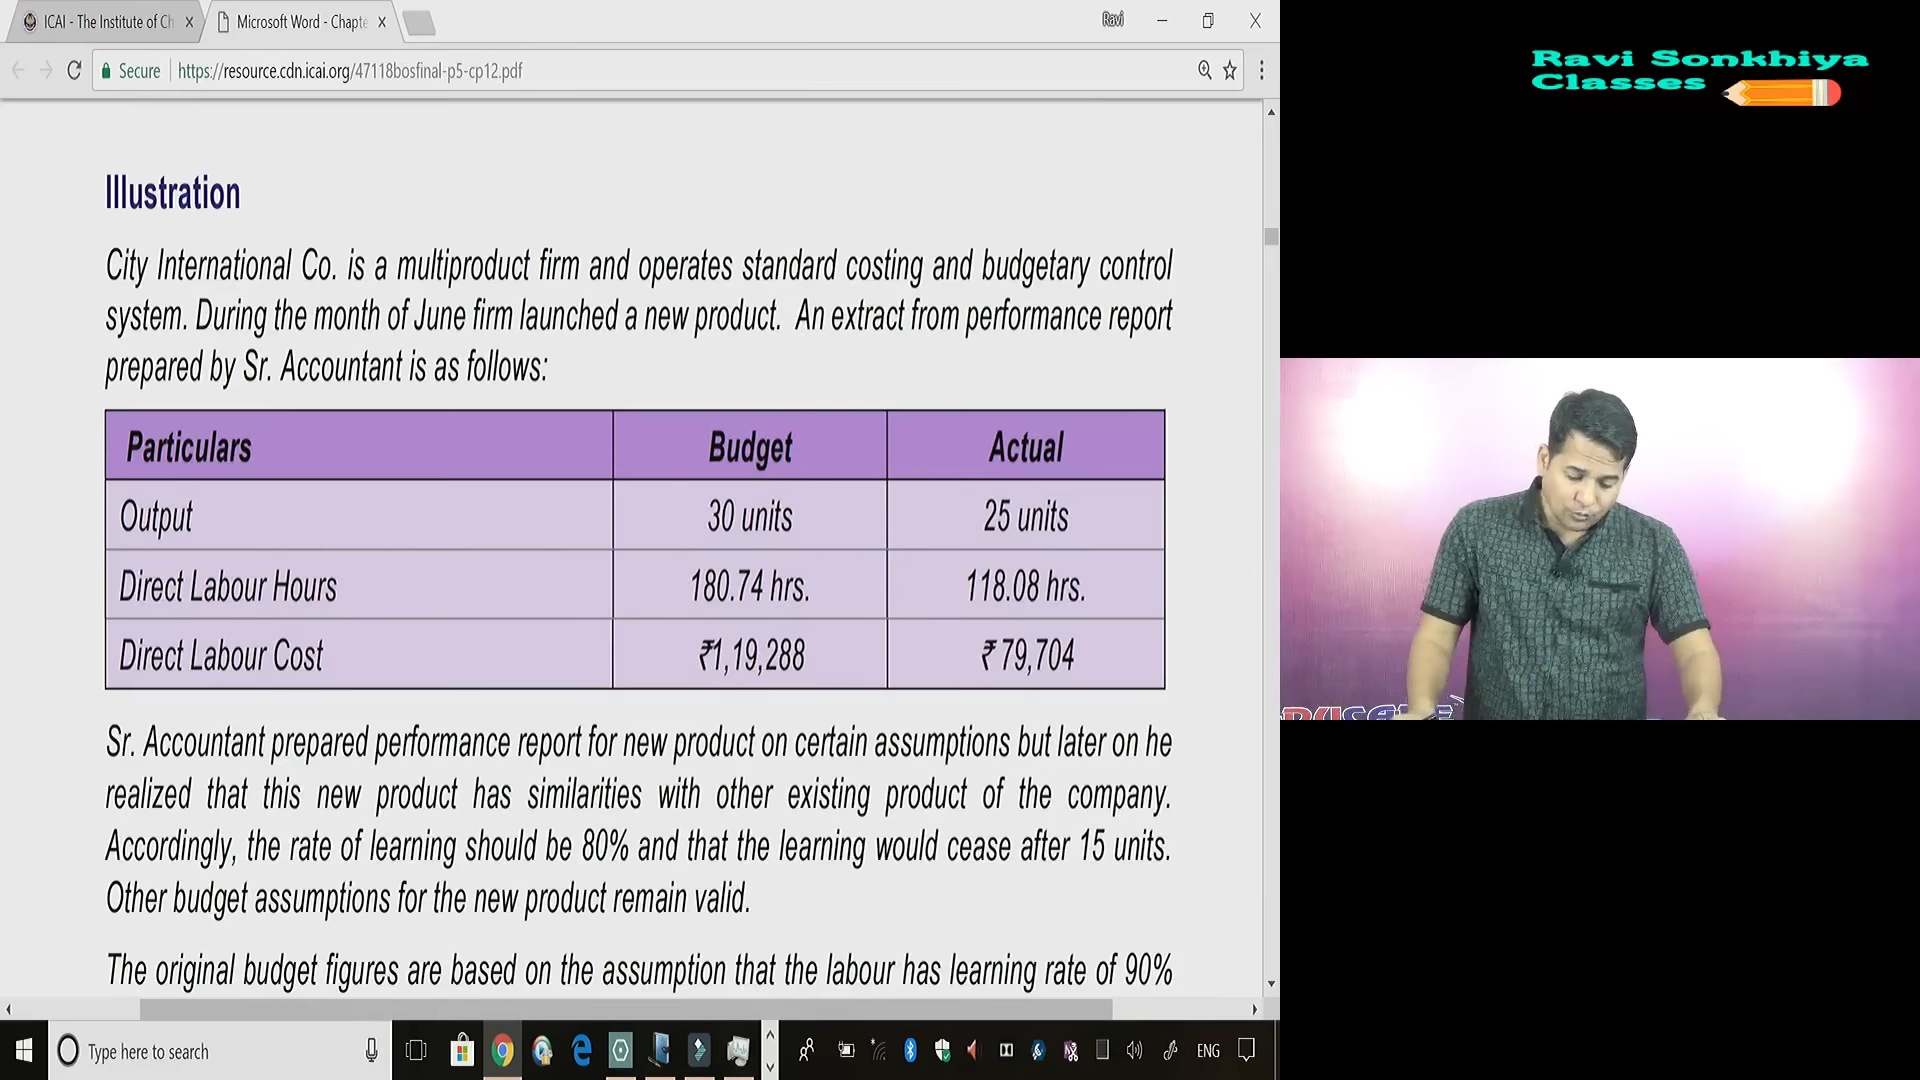 ICAI - The Institute of Ch
Microsoft Word - Chapte
Ravi
Secure
https://resource.cdn.icai.org/47118bosfinal-p5-cp12.pdf
Ravi Sonkhiya
Classes
Illustration
City International Co. is a multiproduct firm and operates standard costing and budgetary control
system. During the month of June firm launched a new product. An extract from performance report
prepared by Sr. Accountant is as follows:
Particulars Budget Actual
Output 30 units 25 units
Direct Labour Hours 180.74 hrs. 118.08 hrs.
Direct Labour Cost ₹1,19,288 ₹ 79,704
Sr. Accountant prepared performance report for new product on certain assumptions but later on he
realized that this new product has similarities with other existing product of the company.
Accordingly, the rate of learning should be 80% and that the learning would cease after 15 units.
Other budget assumptions for the new product remain valid.
The original budget figures are based on the assumption that the labour has learning rate of 90%
Type here to search
ENG